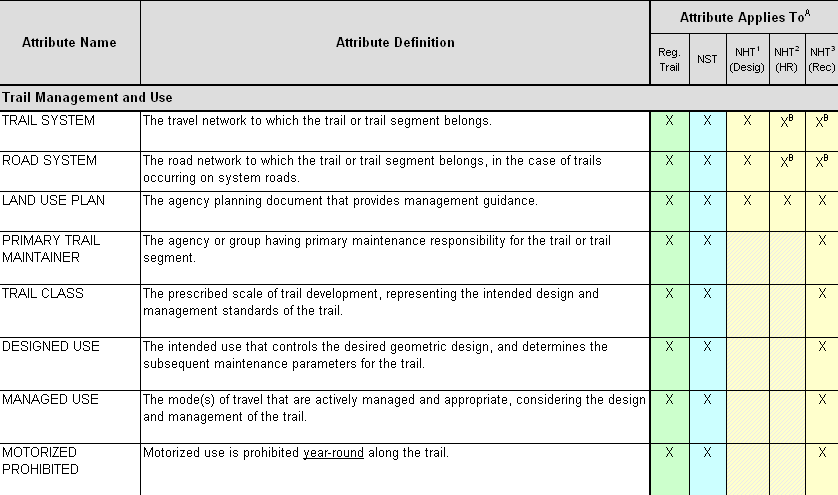 Attribute Name Attribute Definition Attribute Applies To^A
Reg. Trail NST NHT^1 (Desig) NHT^2 (HR) NHT^3 (Rec)
Trail Management and Use
TRAIL SYSTEM The travel network to which the trail or trail segment belongs. X X X X^B X^B
ROAD SYSTEM The road network to which the trail or trail segment belongs, in the case of trails X X X X^B X^B
occurring on system roads.
LAND USE PLAN The agency planning document that provides management guidance. X X X X X
PRIMARY TRAIL The agency or group having primary maintenance responsibility for the trail or trail X X X
MAINTAINER segment.
TRAIL CLASS The prescribed scale of trail development, representing the intended design and X X X
management standards of the trail.
DESIGNED USE The intended use that controls the desired geometric design, and determines the X X X
subsequent maintenance parameters for the trail.
MANAGED USE The mode(s) of travel that are actively managed and appropriate, considering the design X X X
and management of the trail.
MOTORIZED Motorized use is prohibited year-round along the trail. X X X
PROHIBITED